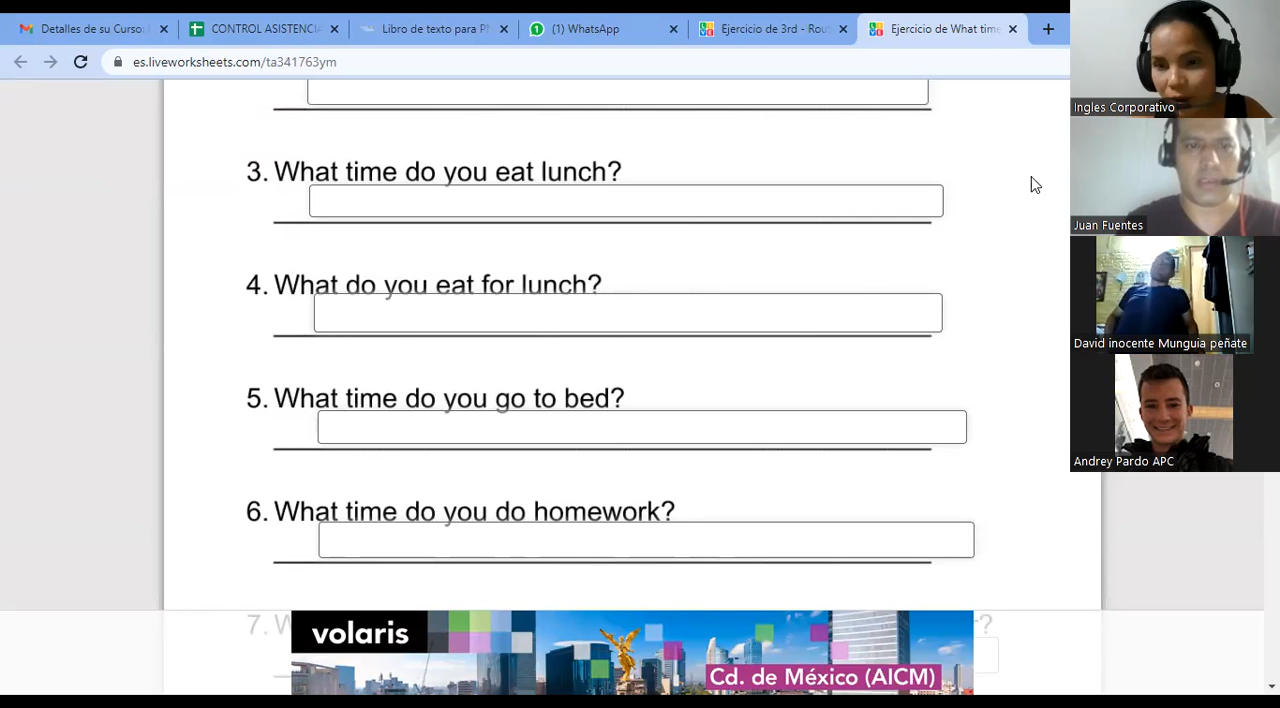 Detalles de su Curso:
CONTROL ASISTENCIA
Libro de texto para P
(1) WhatsApp
Ejercicio de 3rd - Rou
Ejercicio de What time
es.liveworksheets.com/ta341763ym
Ingles Corporativo
3. What time do you eat lunch?
Juan Fuentes
4. What do you eat for lunch?
David inocente Munguia peñate
5. What time do you go to bed?
Andrey Pardo APC
6. What time do you do homework?
7.
volaris
Cd. de México (AICM)